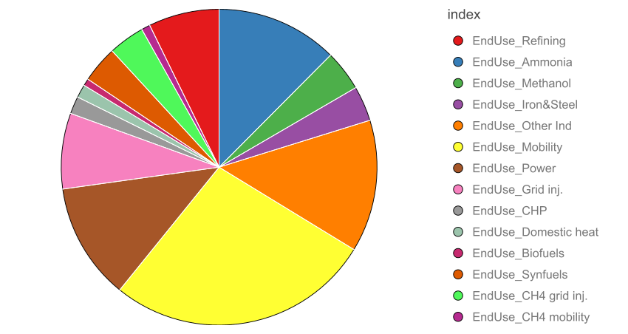 index
EndUse_Refining
EndUse_Ammonia
EndUse_Methanol
EndUse_Iron&Steel
EndUse_Other Ind
EndUse_Mobility
EndUse_Power
EndUse_Grid inj.
EndUse_CHP
EndUse_Domestic heat
EndUse_Biofuels
EndUse_Synfuels
EndUse_CH4 grid inj.
EndUse_CH4 mobility